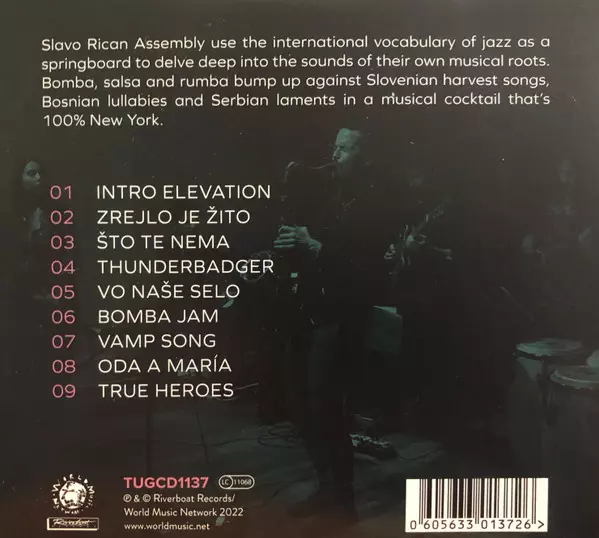 Slavo Rican Assembly use the international vocabulary of jazz as a
springboard to delve deep into the sounds of their own musical roots.
Bomba, salsa and rumba bump up against Slovenian harvest songs,
Bosnian lullabies and Serbian laments in a musical cocktail that's
100% New York.
01 INTRO ELEVATION
02 ZREJLO JE ŽITO
03 ŠTO TE NEMA
04 THUNDERBADGER
05 VO NAŠE SELO
06 BOMBA JAM
07 VAMP SONG
08 ODA A MARÍA
09 TRUE HEROES
TUGCD1137 LC 11068
℗ & © Riverboat Records/
World Music Network 2022
www.worldmusic.net
Riverboat
0 605633 013726 >